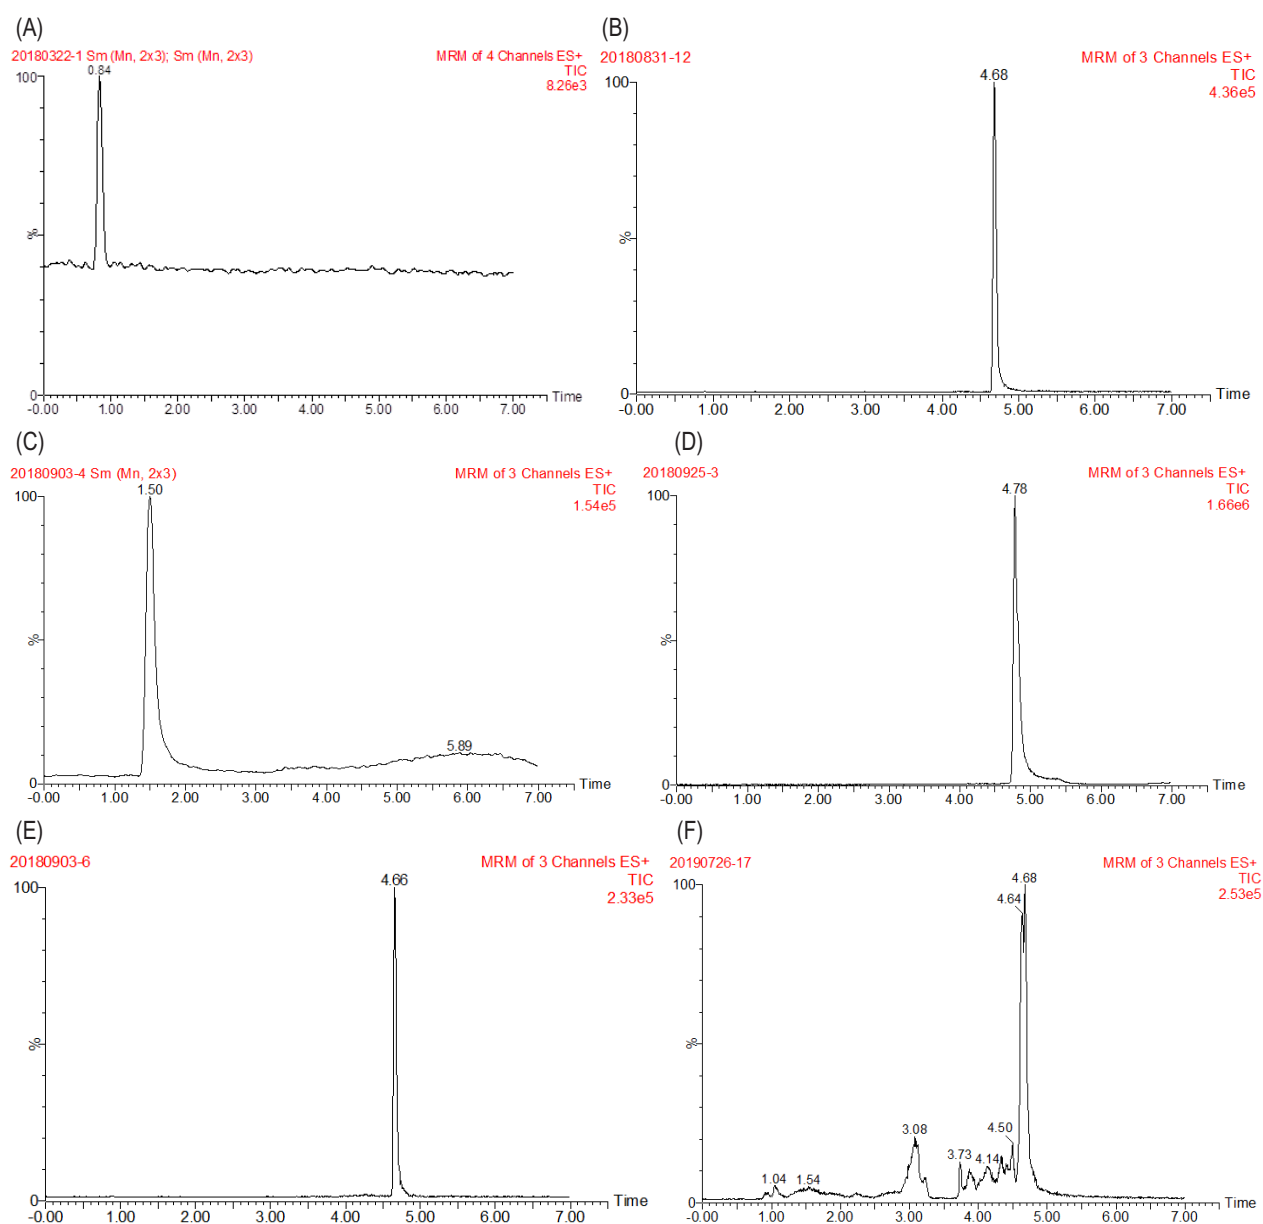 (A)
20180322-1 Sm (Mn, 2x3); Sm (Mn, 2x3)
MRM of 4 Channels ES+
TIC
8.26e3
0.84
100
%
0
-0.00 1.00 2.00 3.00 4.00 5.00 6.00 7.00
Time
(B)
20180831-12
MRM of 3 Channels ES+
TIC
4.36e5
4.68
100
%
0
-0.00 1.00 2.00 3.00 4.00 5.00 6.00 7.00
Time
(C)
20180903-4 Sm (Mn, 2x3)
MRM of 3 Channels ES+
TIC
1.54e5
1.50
100
%
5.89
0
-0.00 1.00 2.00 3.00 4.00 5.00 6.00 7.00
Time
(D)
20180925-3
MRM of 3 Channels ES+
TIC
1.66e6
4.78
100
%
0
-0.00 1.00 2.00 3.00 4.00 5.00 6.00 7.00
Time
(E)
20180903-6
MRM of 3 Channels ES+
TIC
2.33e5
4.66
100
%
0
-0.00 1.00 2.00 3.00 4.00 5.00 6.00 7.00
Time
(F)
20190726-17
MRM of 3 Channels ES+
TIC
2.53e5
4.68
4.64
100
%
3.08
4.50
3.73
4.14
1.04
1.54
0
-0.00 1.00 2.00 3.00 4.00 5.00 6.00 7.00
Time